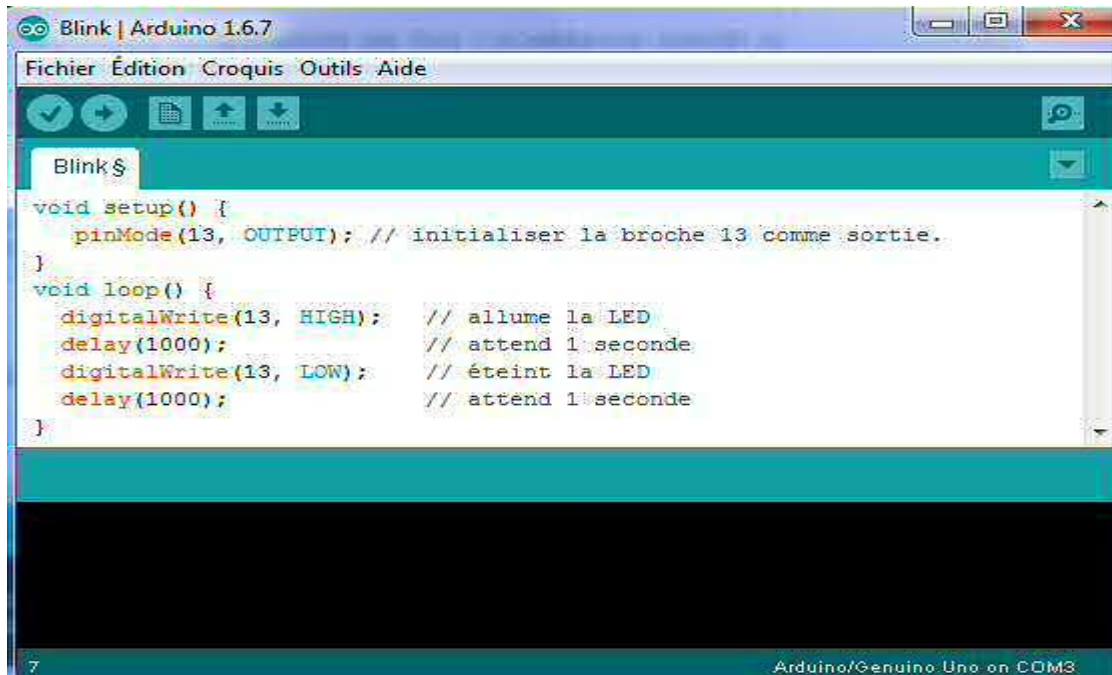 Blink | Arduino 1.6.7
Fichier Édition Croquis Outils Aide
Blink §
void setup() {
pinMode(13, OUTPUT); // initialiser la broche 13 comme sortie.
}
void loop() {
digitalWrite(13, HIGH); // allume la LED
delay(1000); // attend 1 seconde
digitalWrite(13, LOW); // éteint la LED
delay(1000); // attend 1 seconde
}
7 Arduino/Genuino Uno on COM3